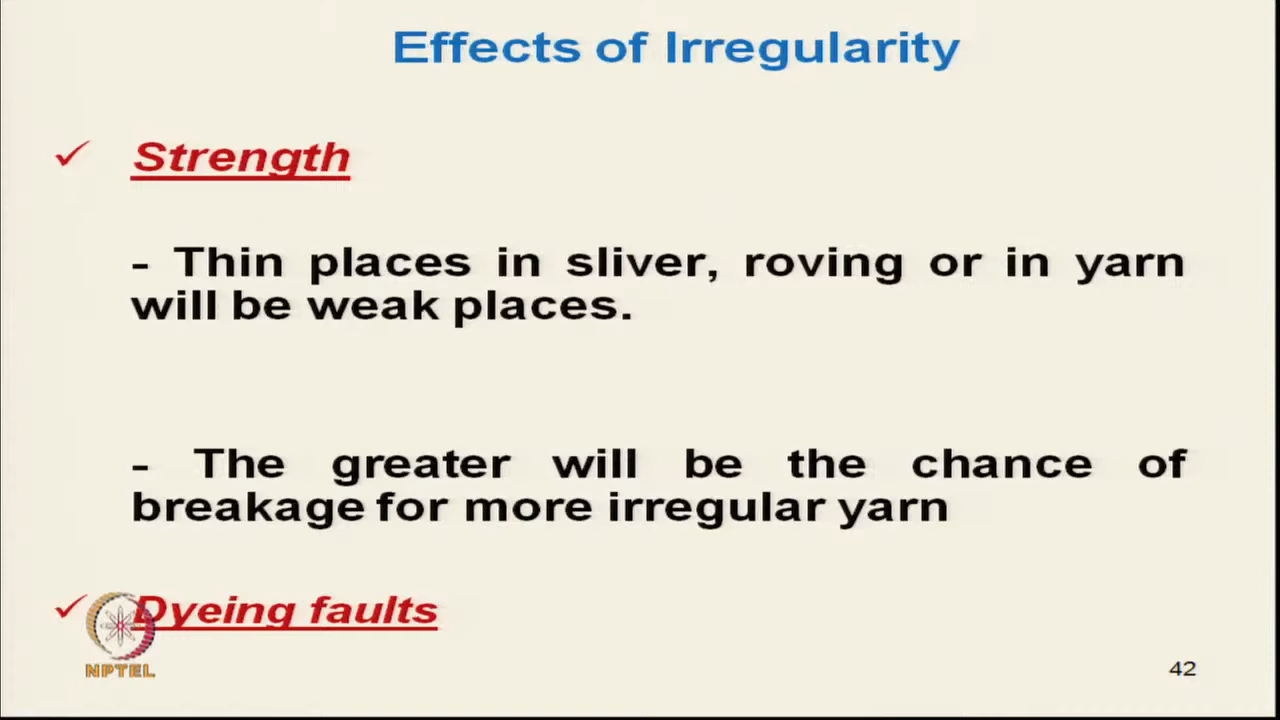 Effects of Irregularity
✓ Strength
- Thin places in sliver, roving or in yarn
will be weak places.
- The greater will be the chance of
breakage for more irregular yarn
✓ Dyeing faults
NPTEL
42